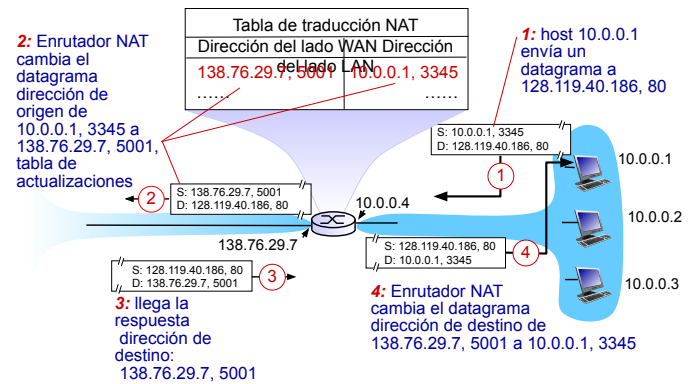 Tabla de traducción NAT
Dirección del lado WAN Dirección
del lado LAN
138.76.29.7, 5001 10.0.0.1, 3345
…… ……
2: Enrutador NAT
cambia el
datagrama
dirección de
origen de
10.0.0.1, 3345 a
138.76.29.7, 5001,
tabla de
actualizaciones
1: host 10.0.0.1
envía un
datagrama a
128.119.40.186, 80
S: 10.0.0.1, 3345
D: 128.119.40.186, 80
1
10.0.0.1
S: 138.76.29.7, 5001
D: 128.119.40.186, 80
2
10.0.0.4
10.0.0.2
138.76.29.7
S: 128.119.40.186, 80
D: 10.0.0.1, 3345
4
S: 128.119.40.186, 80
D: 138.76.29.7, 5001
3
10.0.0.3
3: llega la
respuesta
dirección de
destino:
138.76.29.7, 5001
4: Enrutador NAT
cambia el datagrama
dirección de destino de
138.76.29.7, 5001 a 10.0.0.1, 3345